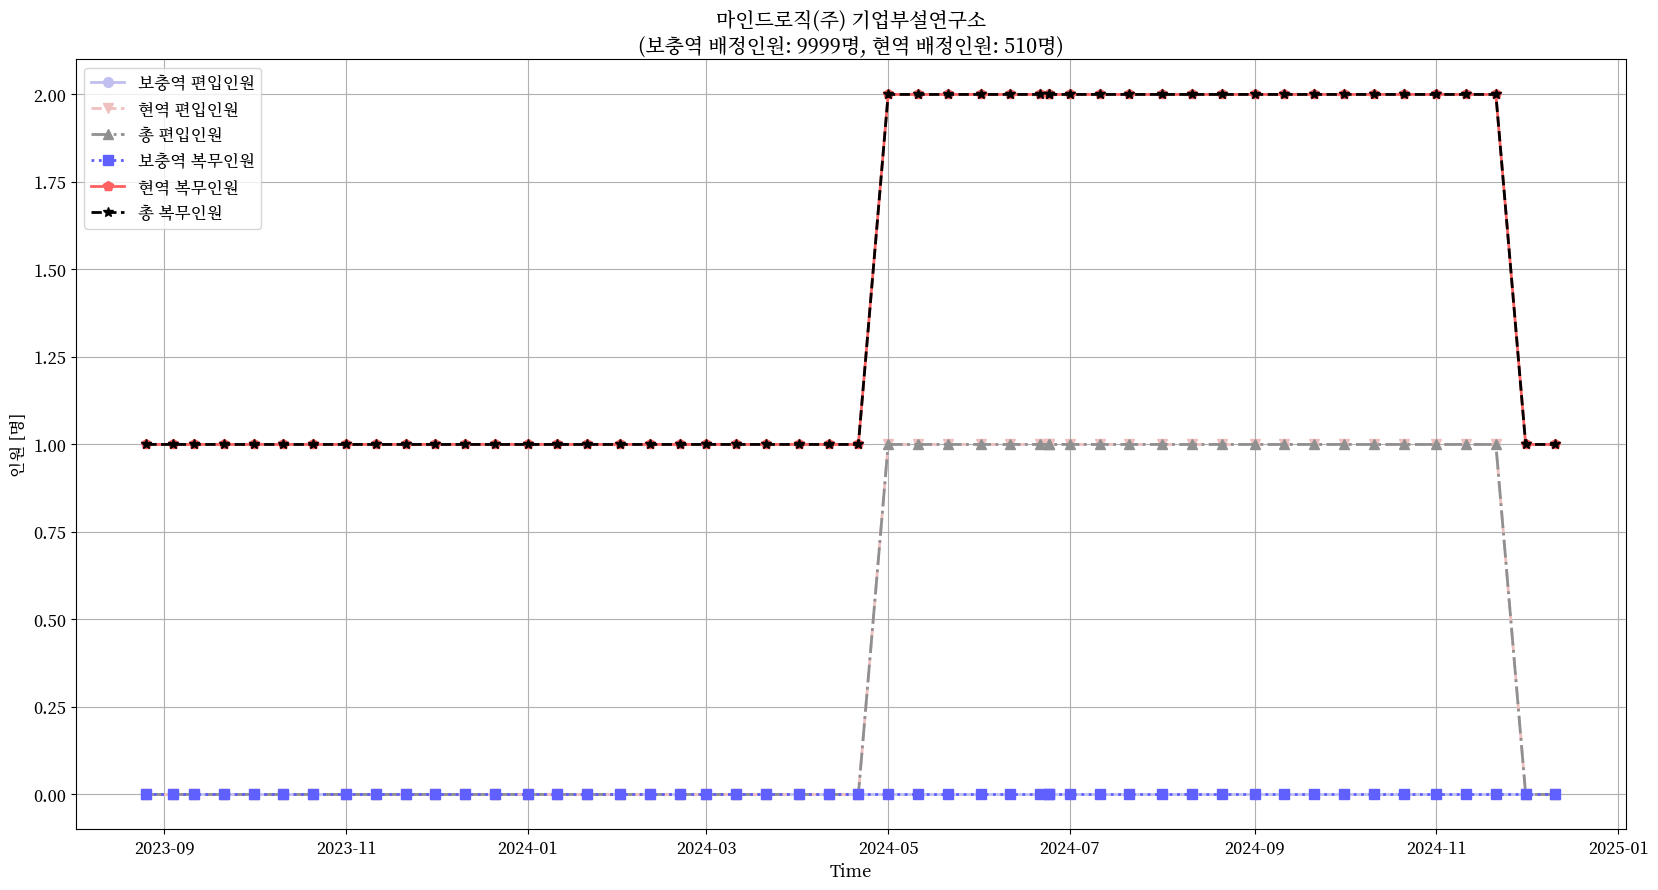 마인드로직(주) 기업부설연구소
(보충역 배정인원: 9999명, 현역 배정인원: 510명)
보충역 편입인원
현역 편입인원
총 편입인원
보충역 복무인원
현역 복무인원
총 복무인원
인원 [명]
2.00
1.75
1.50
1.25
1.00
0.75
0.50
0.25
0.00
2023-09 2023-11 2024-01 2024-03 2024-05 2024-07 2024-09 2024-11 2025-01
Time